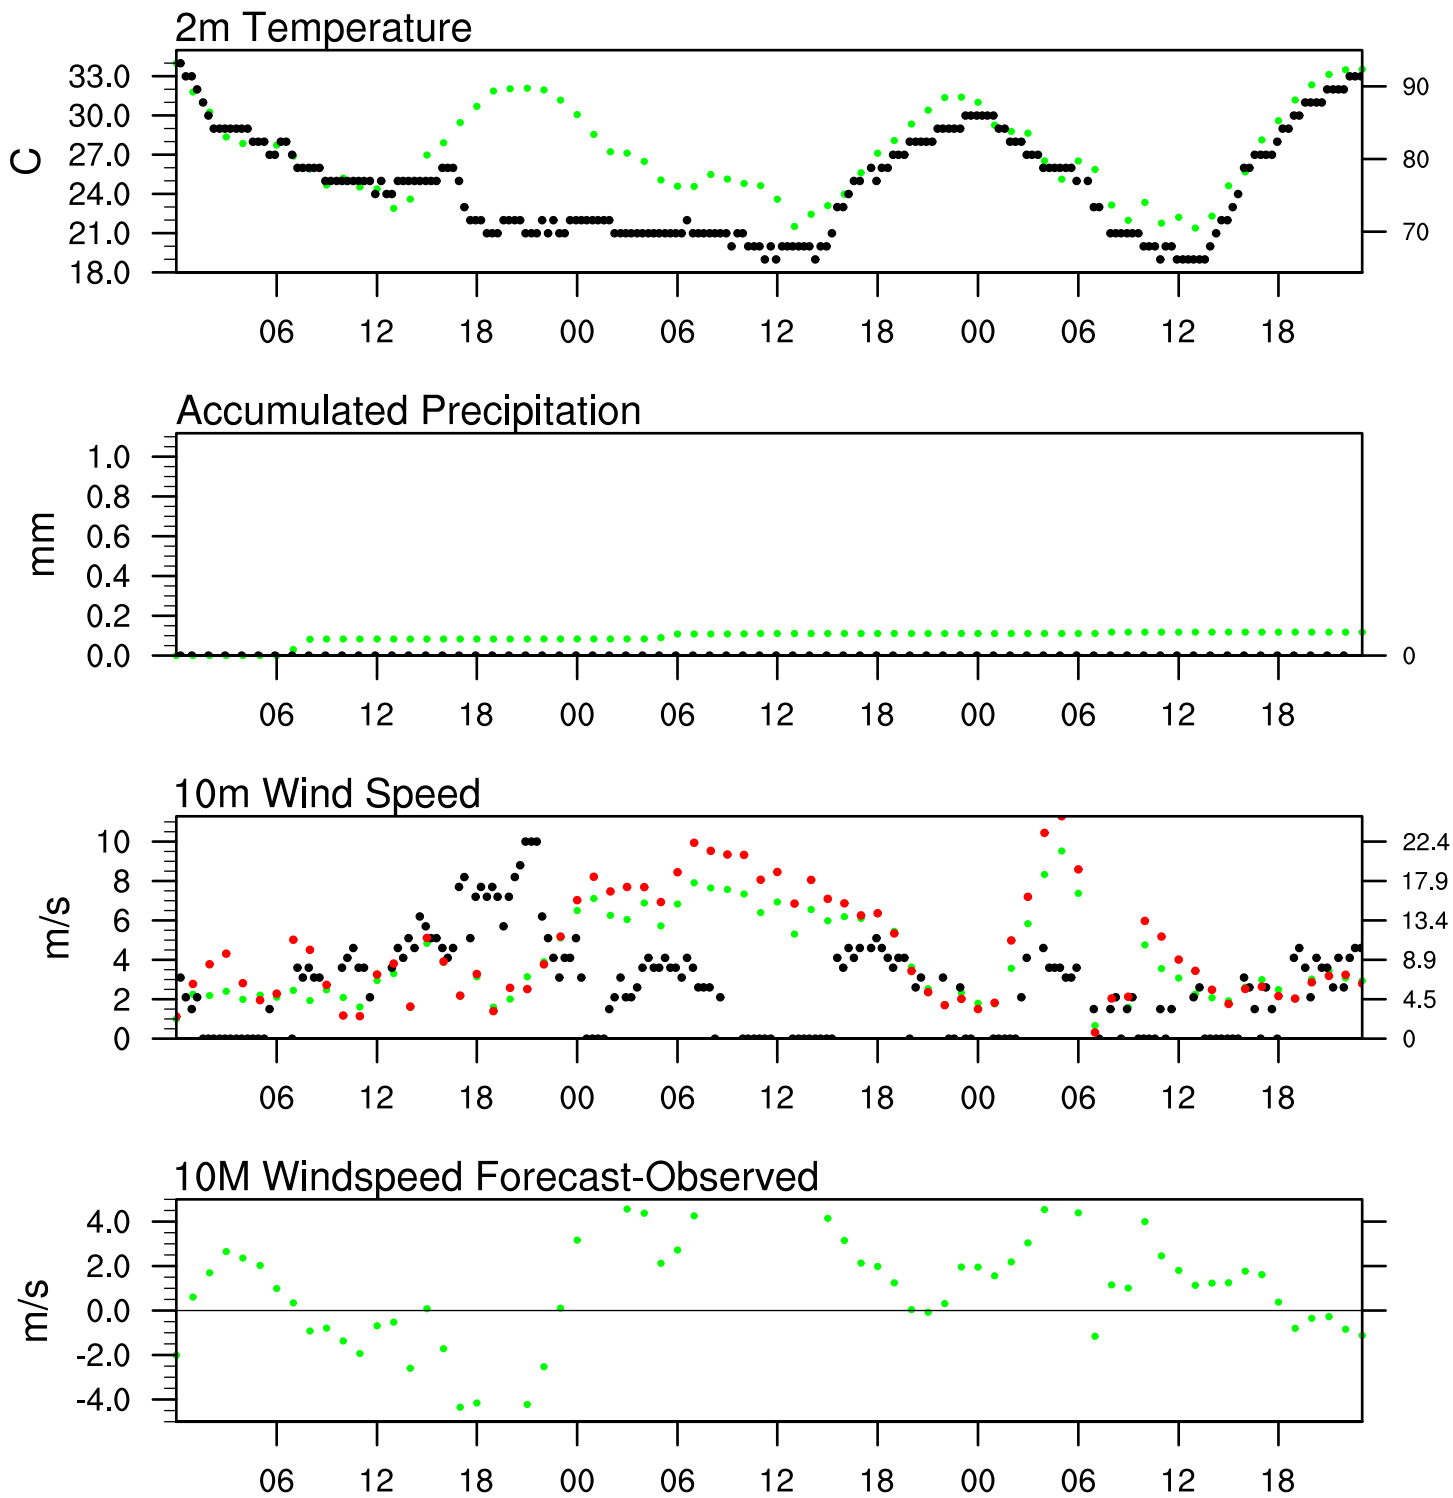 2m Temperature
33.0
30.0
27.0
24.0
21.0
18.0
C
90
80
70
06 12 18 00 06 12 18 00 06 12 18
Accumulated Precipitation
1.0
0.8
0.6
0.4
0.2
0.0
mm
0
06 12 18 00 06 12 18 00 06 12 18
10m Wind Speed
10
8
6
4
2
0
m/s
22.4
17.9
13.4
8.9
4.5
0
06 12 18 00 06 12 18 00 06 12 18
10M Windspeed Forecast-Observed
4.0
2.0
0.0
-2.0
-4.0
m/s
06 12 18 00 06 12 18 00 06 12 18